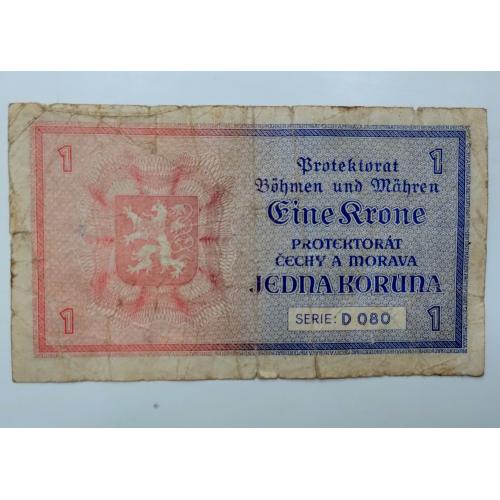 1
1
Protektorat
Böhmen und Mähren
Eine Krone
PROTEKTORÁT
ČECHY A MORAVA
JEDNA KORUNA
SERIE: D 080
1
1